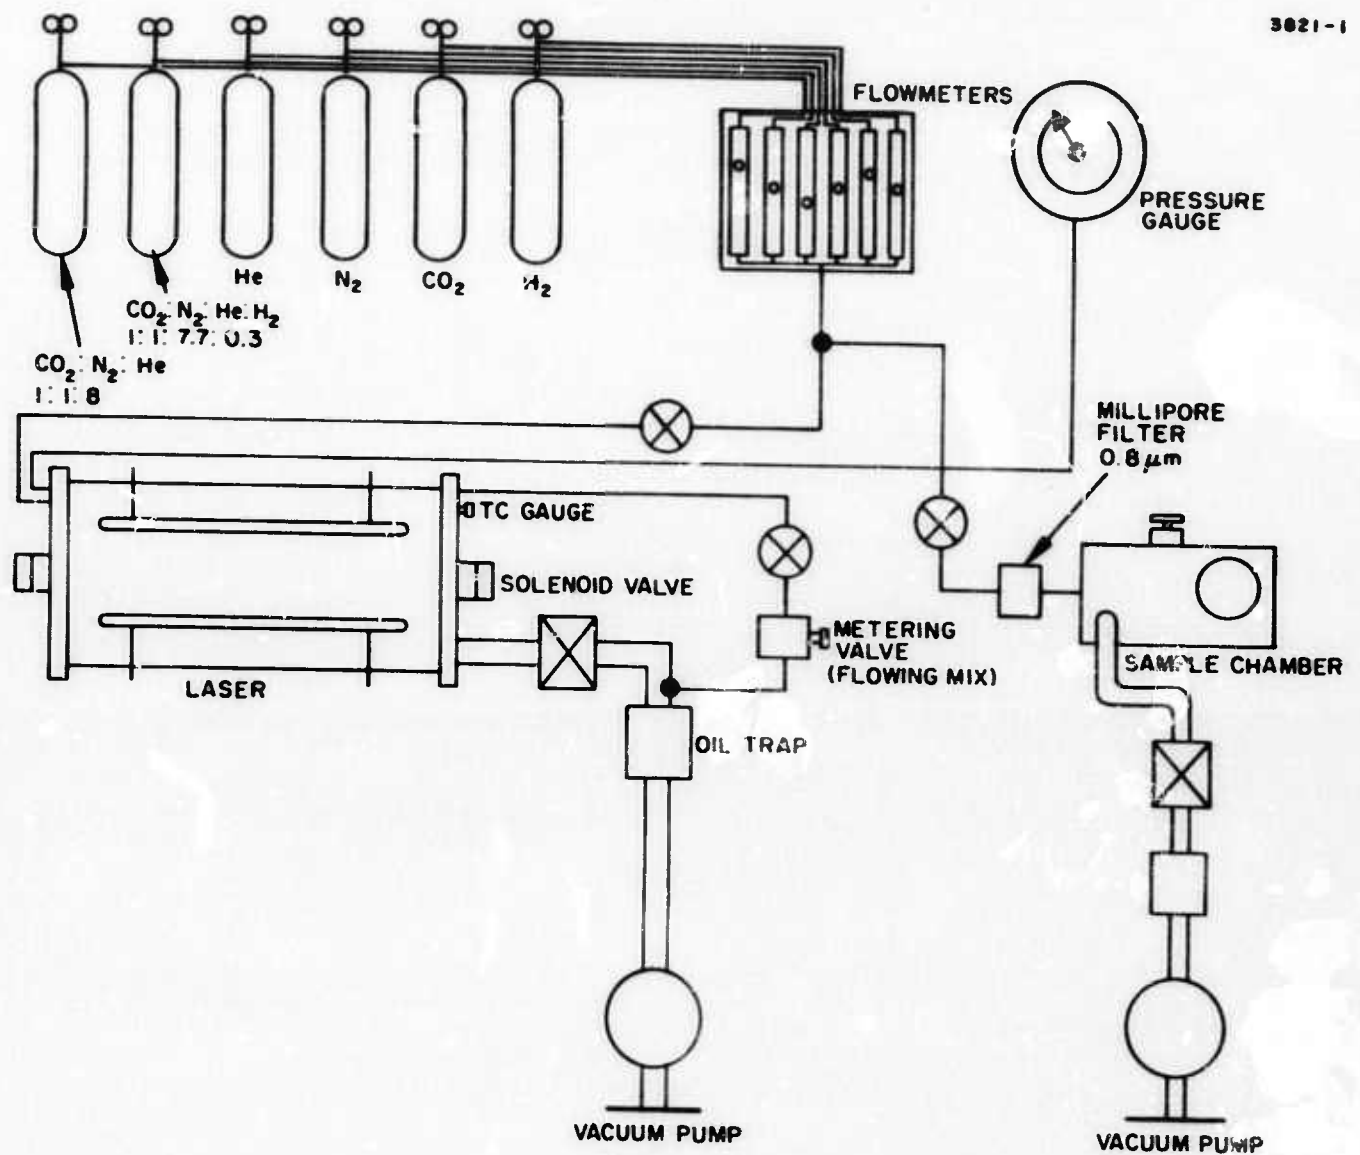 3821-1
FLOWMETERS
PRESSURE
GAUGE
He
N2
CO2
H2
CO2: N2: He: H2
1: 1: 7.7: 0.3
CO2: N2: He
1: 1: 8
MILLIPORE
FILTER
0.8 µm
TC GAUGE
SOLENOID VALVE
METERING
VALVE
(FLOWING MIX)
SAMPLE CHAMBER
LASER
OIL TRAP
VACUUM PUMP
VACUUM PUMP